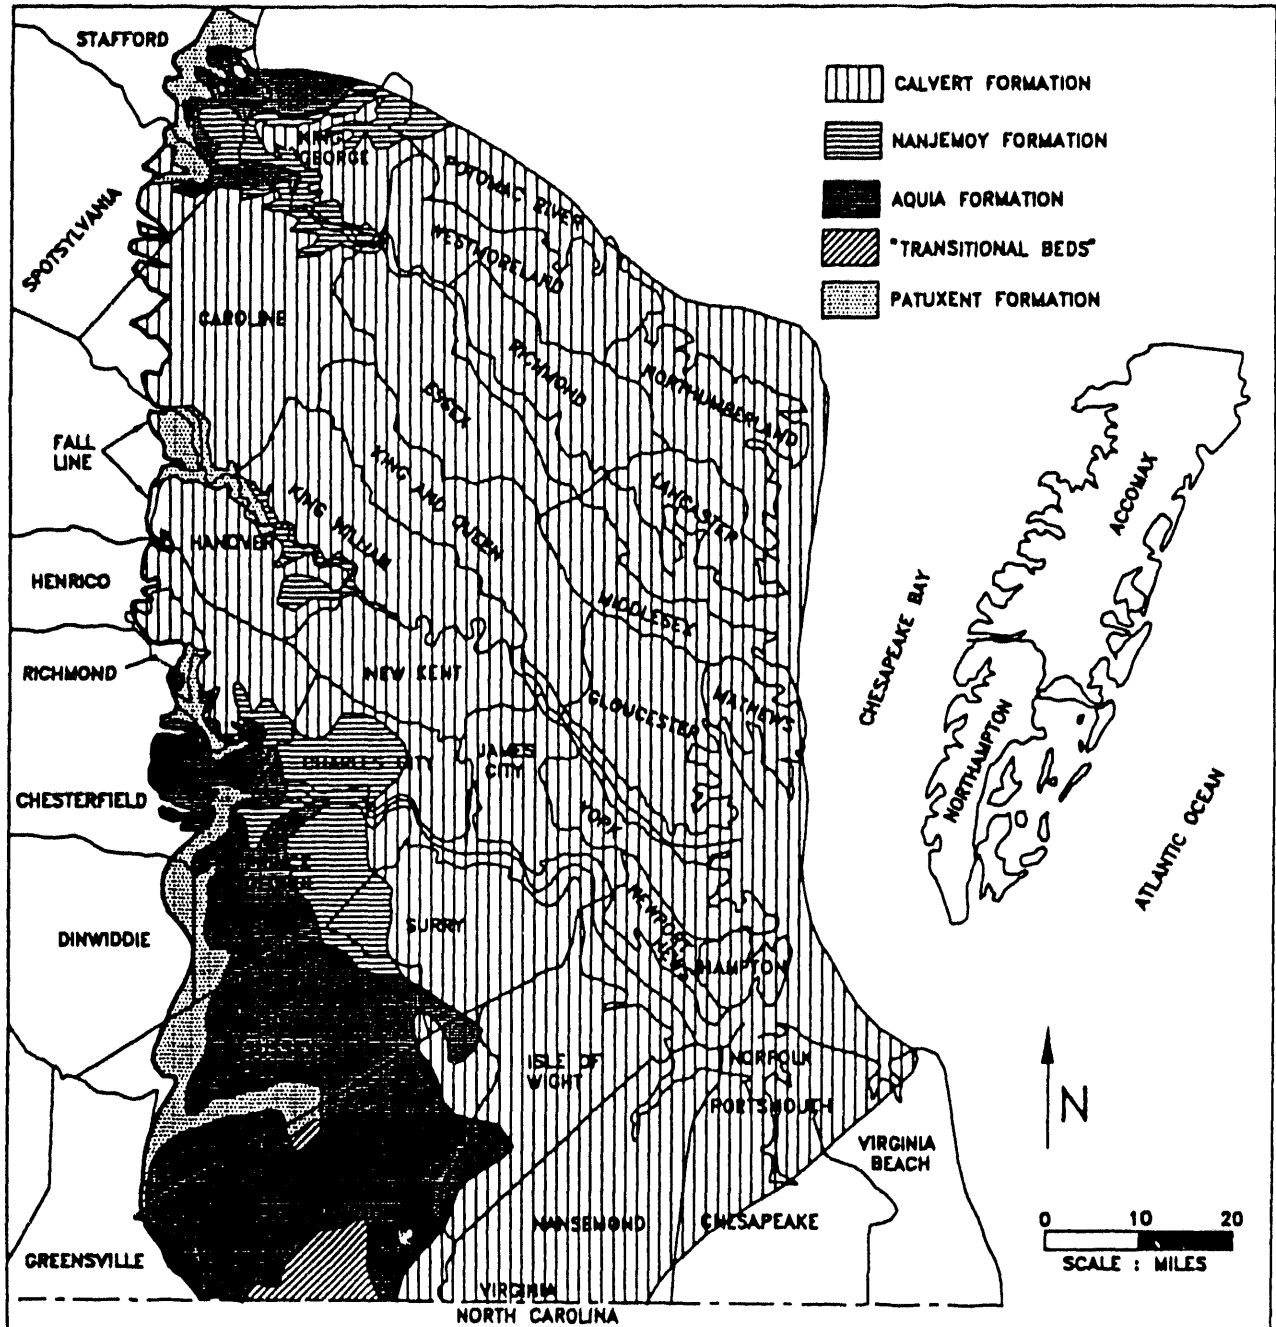 STAFFORD
CALVERT FORMATION
NANJEMOY FORMATION
AQUIA FORMATION
"TRANSITIONAL BEDS"
PATUXENT FORMATION
KING
GEORGE
SPOTSYLVANIA
POTOMAC RIVER
WESTMORELAND
CAROLINE
RICHMOND
NORTHUMBERLAND
ESSEX
FALL
LINE
KING AND QUEEN
KING WILLIAM
LANCASTER
ACCOMAX
HANOVER
HENRICO
MIDDLESEX
CHESAPEAKE BAY
RICHMOND
NEW KENT
GLOUCESTER
MATHEWS
NORTHAMPTON
JAMES
CITY
CHARLES CITY
CHESTERFIELD
YORK
ATLANTIC OCEAN
DINWIDDIE
SURRY
NEWPORT
NEWS
HAMPTON
ISLE OF
WIGHT
NORFOLK
PORTSMOUTH
N
VIRGINIA
BEACH
NANSEMOND
CHESAPEAKE
0 10 20
SCALE : MILES
GREENSVILLE
VIRGINIA
NORTH CAROLINA